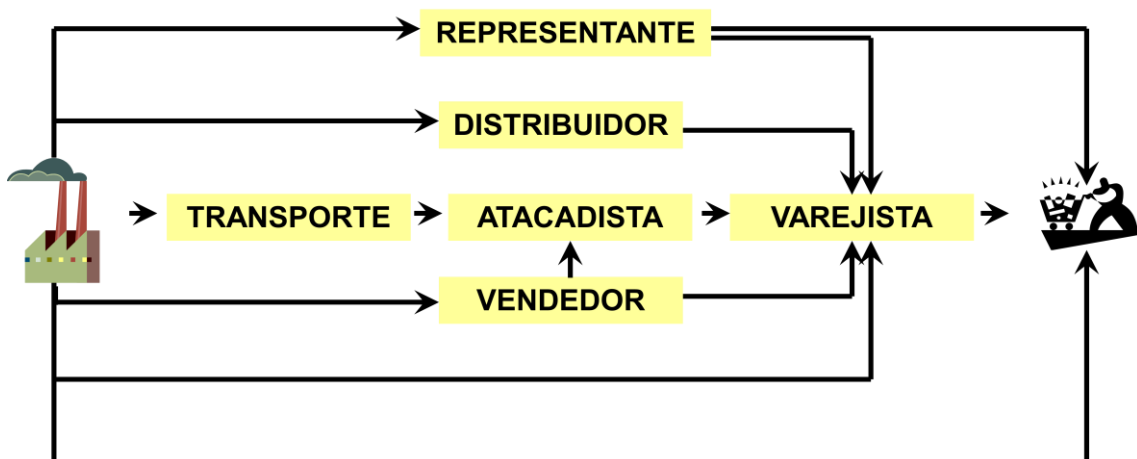 REPRESENTANTE
DISTRIBUIDOR
TRANSPORTE
ATACADISTA
VAREJISTA
VENDEDOR